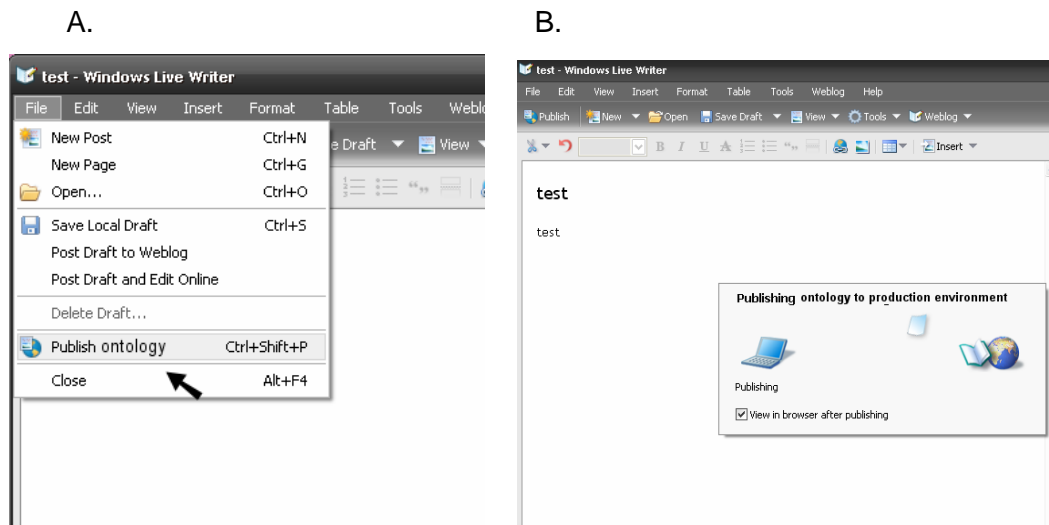 A.
B.
test - Windows Live Writer
File Edit View Insert Format Table Tools Weblo
New Post Ctrl+N
New Page Ctrl+G
Open... Ctrl+O
Save Local Draft Ctrl+S
Post Draft to Weblog
Post Draft and Edit Online
Delete Draft...
Publish ontology Ctrl+Shift+P
Close Alt+F4
e Draft View
test - Windows Live Writer
File Edit View Insert Format Table Tools Weblog Help
Publish New Open Save Draft View Tools Weblog
B I U A Insert
test
test
Publishing ontology to production environment
Publishing
View in browser after publishing